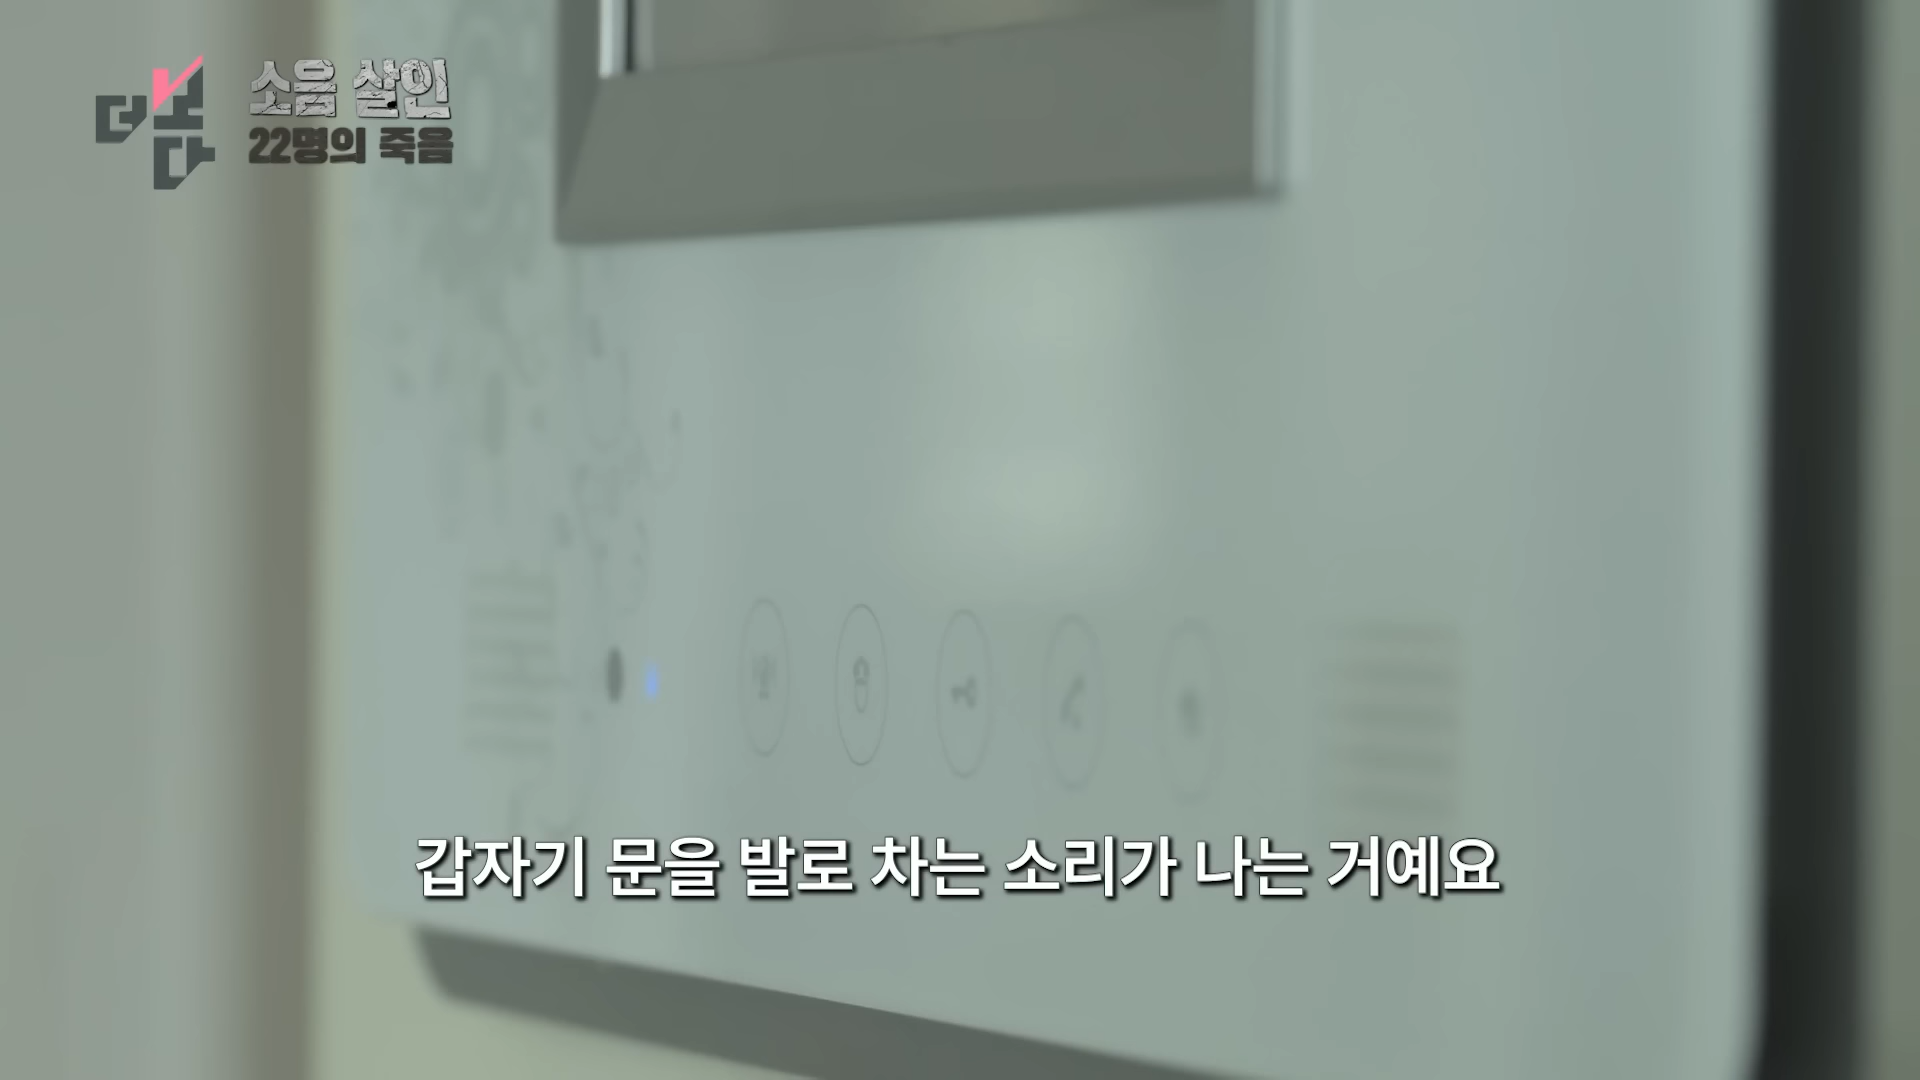 더 보다
소음 살인
22명의 죽음
갑자기 문을 발로 차는 소리가 나는 거예요